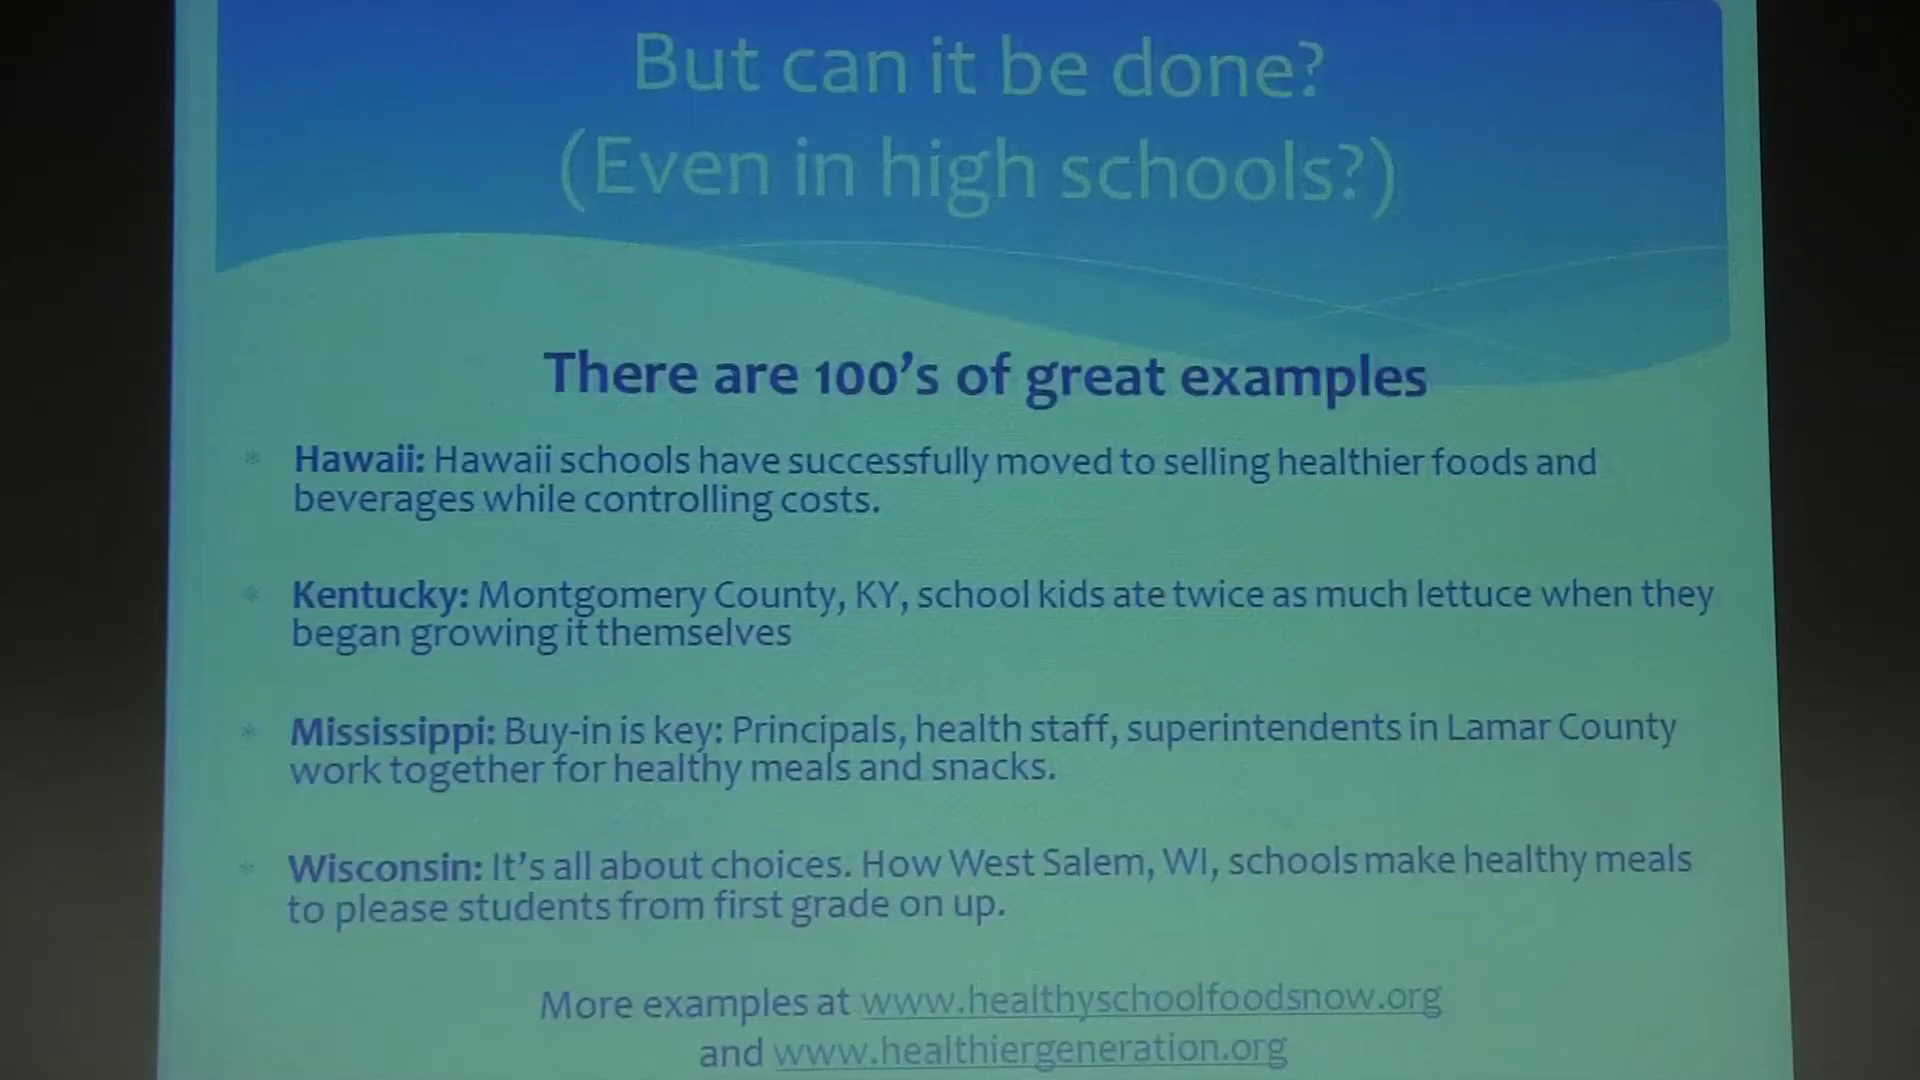 But can it be done?
(Even in high schools?)
There are 100's of great examples
* Hawaii: Hawaii schools have successfully moved to selling healthier foods and
beverages while controlling costs.
* Kentucky: Montgomery County, KY, school kids ate twice as much lettuce when they
began growing it themselves
* Mississippi: Buy-in is key: Principals, health staff, superintendents in Lamar County
work together for healthy meals and snacks.
* Wisconsin: It's all about choices. How West Salem, WI, schools make healthy meals
to please students from first grade on up.
More examples at www.healthyschoolfoodsnow.org
and www.healthiergeneration.org